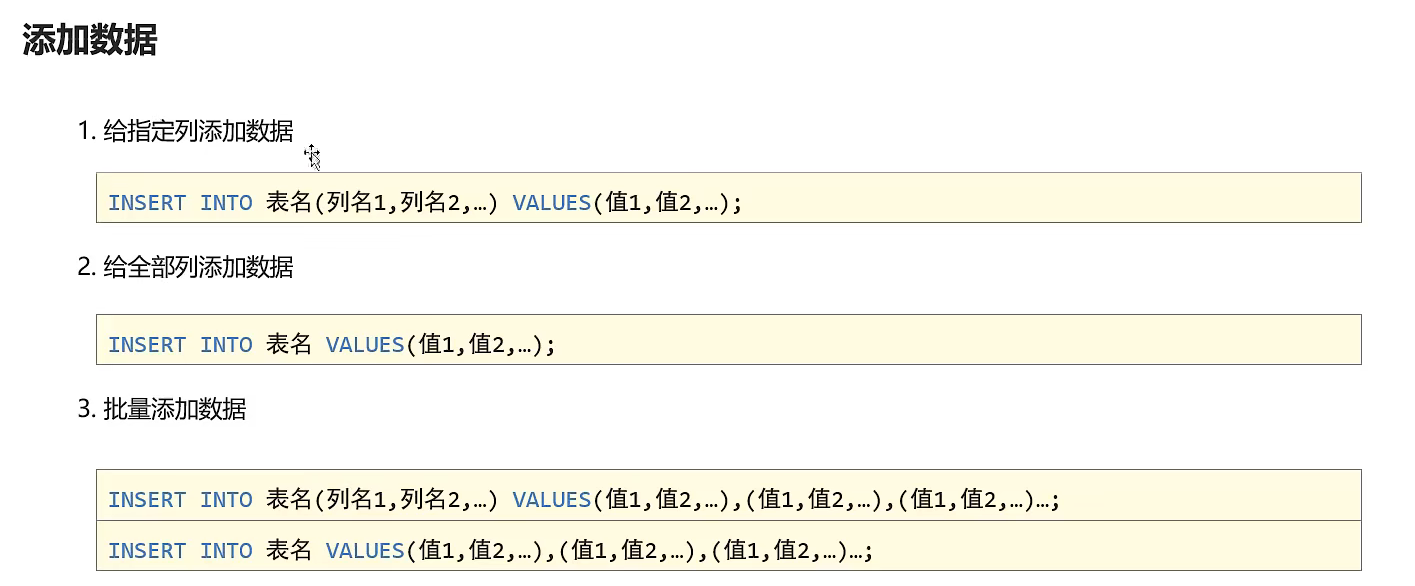 添加数据
1. 给指定列添加数据
INSERT INTO 表名(列名1,列名2,…) VALUES(值1,值2,…);
2. 给全部列添加数据
INSERT INTO 表名 VALUES(值1,值2,…);
3. 批量添加数据
INSERT INTO 表名(列名1,列名2,…) VALUES(值1,值2,…),(值1,值2,…),(值1,值2,…)…;
INSERT INTO 表名 VALUES(值1,值2,…),(值1,值2,…),(值1,值2,…)…;